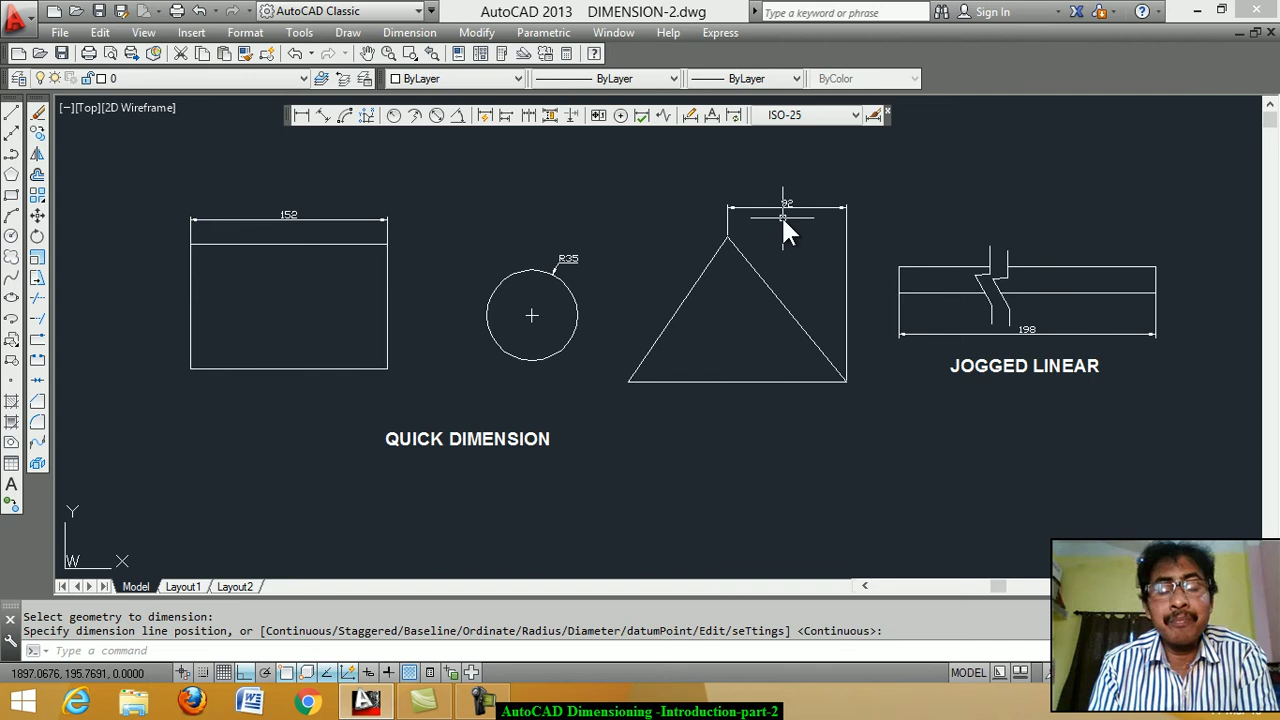 AutoCAD Classic
AutoCAD 2013 DIMENSION-2.dwg
Type a keyword or phrase
Sign In
File Edit View Insert Format Tools Draw Dimension Modify Parametric Window Help Express
0
ByLayer
ByLayer
ByLayer
ByColor
[−][Top][2D Wireframe]
ISO-25
152
R35
92
198
JOGGED LINEAR
QUICK DIMENSION
Y
W X
Model Layout1 Layout2
Select geometry to dimension:
Specify dimension line position, or [Continuous/Staggered/Baseline/Ordinate/Radius/Diameter/datumPoint/Edit/seTtings] <Continuous>:
Type a command
1897.0677, 195.7691, 0.0000
MODEL
AutoCAD Dimensioning -Introduction-part-2